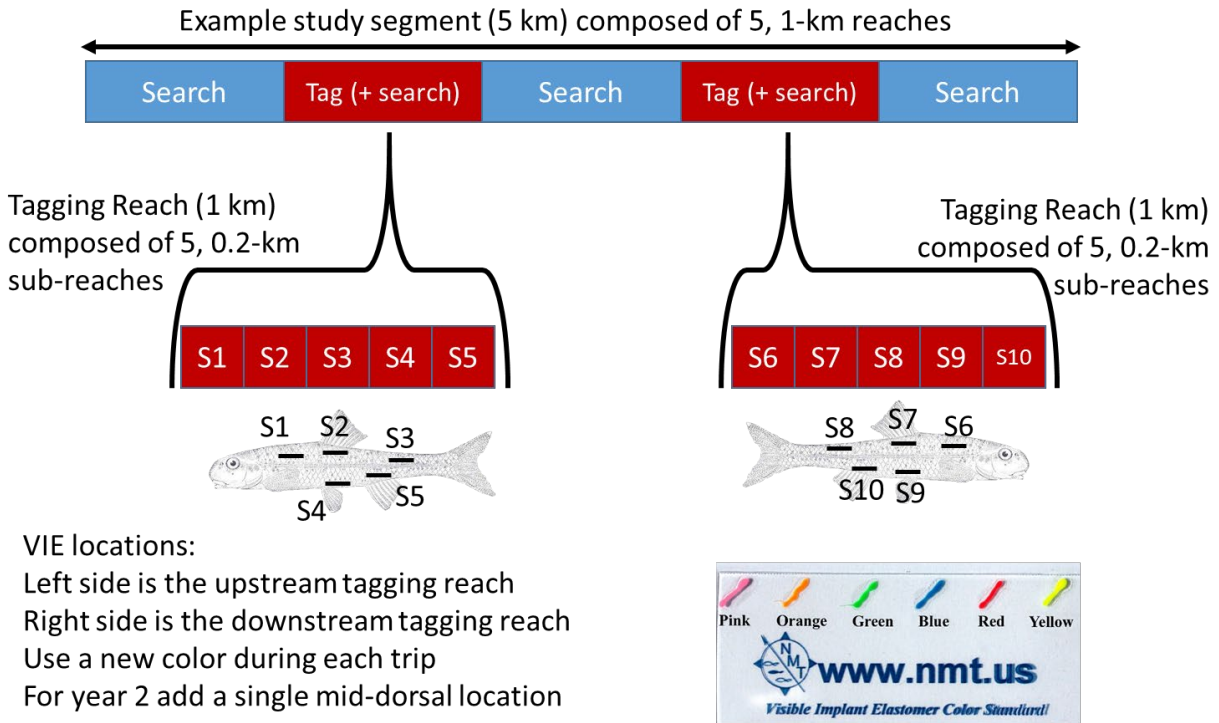 Example study segment (5 km) composed of 5, 1-km reaches
Search
Tag (+ search)
Search
Tag (+ search)
Search
Tagging Reach (1 km)
composed of 5, 0.2-km
sub-reaches
Tagging Reach (1 km)
composed of 5, 0.2-km
sub-reaches
S1 S2 S3 S4 S5
S6 S7 S8 S9 S10
S1
S2
S3
S4
S5
S8
S7
S6
S10
S9
VIE locations:
Left side is the upstream tagging reach
Right side is the downstream tagging reach
Use a new color during each trip
For year 2 add a single mid-dorsal location
Pink Orange Green Blue Red Yellow
NMT
www.nmt.us
Visible Implant Elastomer Color Standard